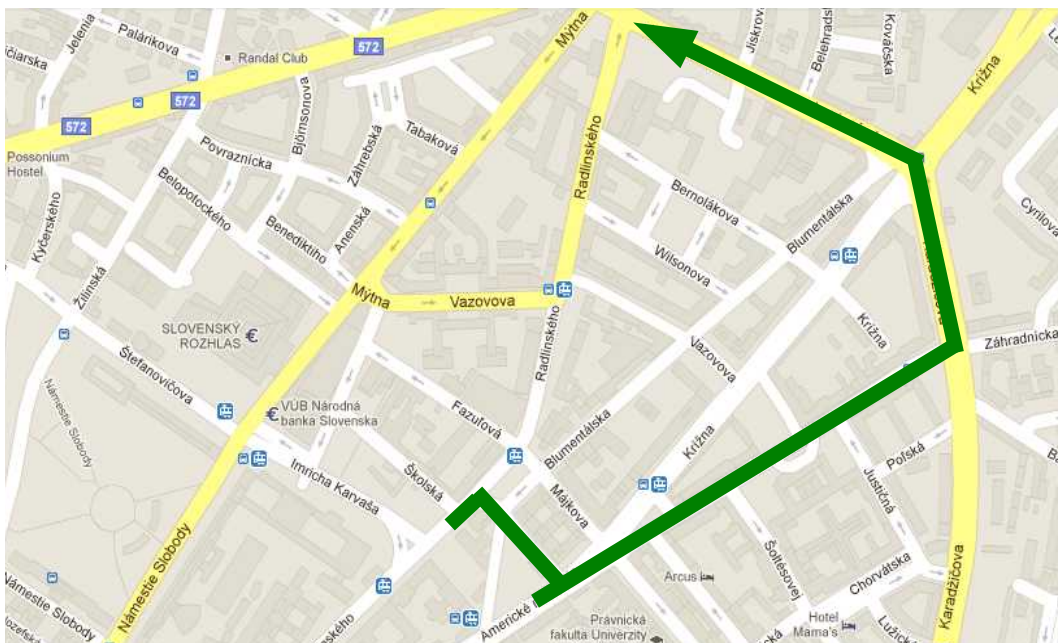 Mýtna
Jelenia
Palárikova
572
Randal Club
Jiskrova
Belehradská
Kováčska
Križna
572
572
Björnsonova
Tabaková
Záhrebská
Radlinského
Possonium
Hostel
Povraznícka
Belopotockého
Bernolákova
Blumentálska
Cyrilova
Kyčerského
Benediktiho
Anenská
Wilsonova
Žilinská
Mýtna
Vazovova
SLOVENSKÝ
ROZHLAS
Križna
Záhradnícka
Radlinského
Vazovova
Štefanovičova
VÚB Národná
banka Slovenska
Fazuľová
Blumentálska
Križna
Námestie Slobody
Poľská
Školská
Imricha Karvaša
Májkova
Justičná
Šoltésovej
Chorvátska
Námestie Slobody
Karadžičova
Arcus
Námestie Slobody
Americké
Právnická
fakulta Univerzity
Hotel
Mama's